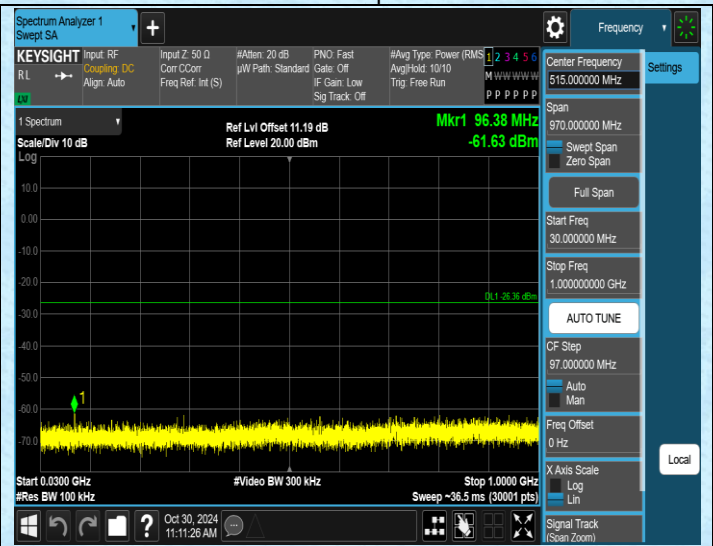 Spectrum Analyzer 1
Swept SA
Frequency
KEYSIGHT
RL
LXI
Input: RF
Coupling: DC
Align: Auto
Input Z: 50 Ω
Corr CCorr
Freq Ref: Int (S)
#Atten: 20 dB
µW Path: Standard
PNO: Fast
Gate: Off
IF Gain: Low
Sig Track: Off
#Avg Type: Power (RMS
Avg|Hold: 10/10
Trig: Free Run
1 2 3 4 5 6
M W W W W W
P P P P P P
1 Spectrum
Scale/Div 10 dB
Ref Lvl Offset 11.19 dB
Ref Level 20.00 dBm
Mkr1 96.38 MHz
-61.63 dBm
Log
10.0
0.00
-10.0
-20.0
DL1 -26.36 dBm
-30.0
-40.0
-50.0
1
-60.0
-70.0
Start 0.0300 GHz
#Video BW 300 kHz
Stop 1.0000 GHz
#Res BW 100 kHz
Sweep ~36.5 ms (30001 pts)
Oct 30, 2024
11:11:26 AM
Center Frequency
515.000000 MHz
Settings
Span
970.000000 MHz
Swept Span
Zero Span
Full Span
Start Freq
30.000000 MHz
Stop Freq
1.000000000 GHz
AUTO TUNE
CF Step
97.000000 MHz
Auto
Man
Freq Offset
0 Hz
X Axis Scale
Log
Lin
Local
Signal Track
(Span Zoom)